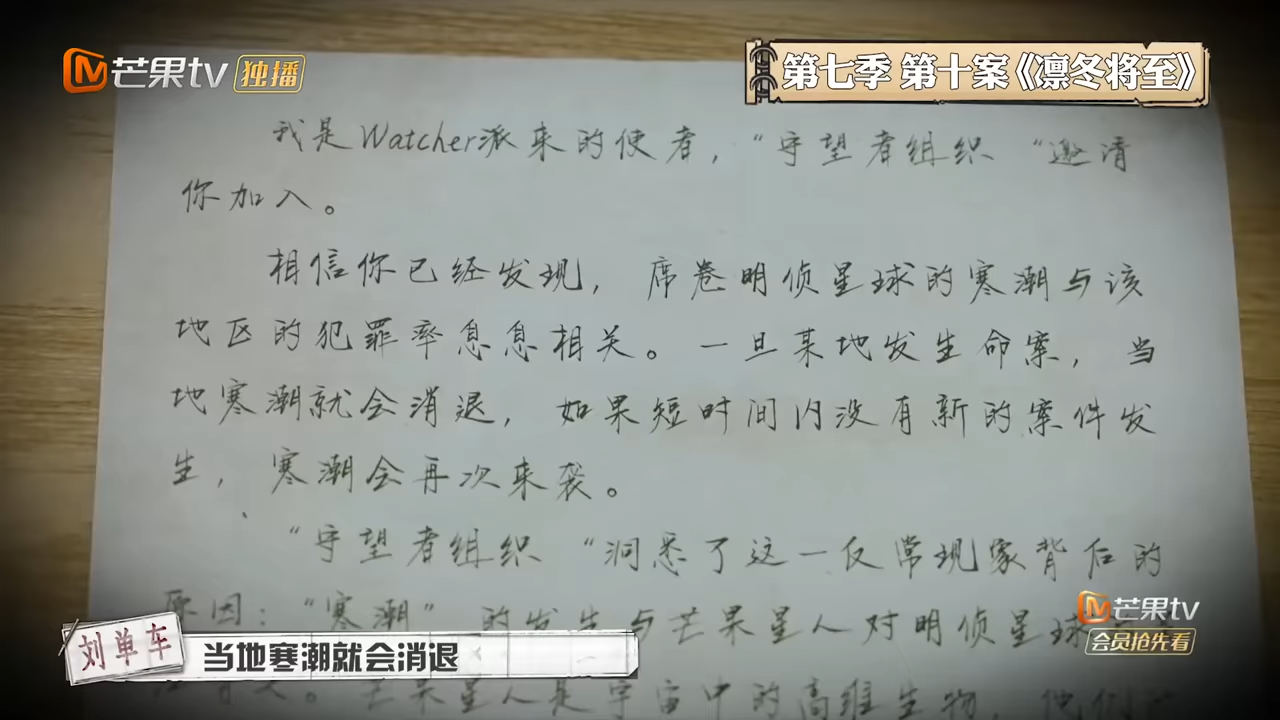 芒果tv 独播
第七季 第十案《凛冬将至》
我是Watcher派来的使者，“守望者组织“邀请
你加入。
相信你已经发现，席卷明侦星球的寒潮与该
地区的犯罪率息息相关。一旦某地发生命案，当
地寒潮就会消退，如果短时间内没有新的案件发
生，寒潮会再次来袭。
“守望者组织“洞悉了这一反常现象背后的
原因：“寒潮”的发生与芒果星人对明侦星球
芒果星人是宇宙中的高维生物，他们
芒果tv
会员抢先看
刘单车
当地寒潮就会消退